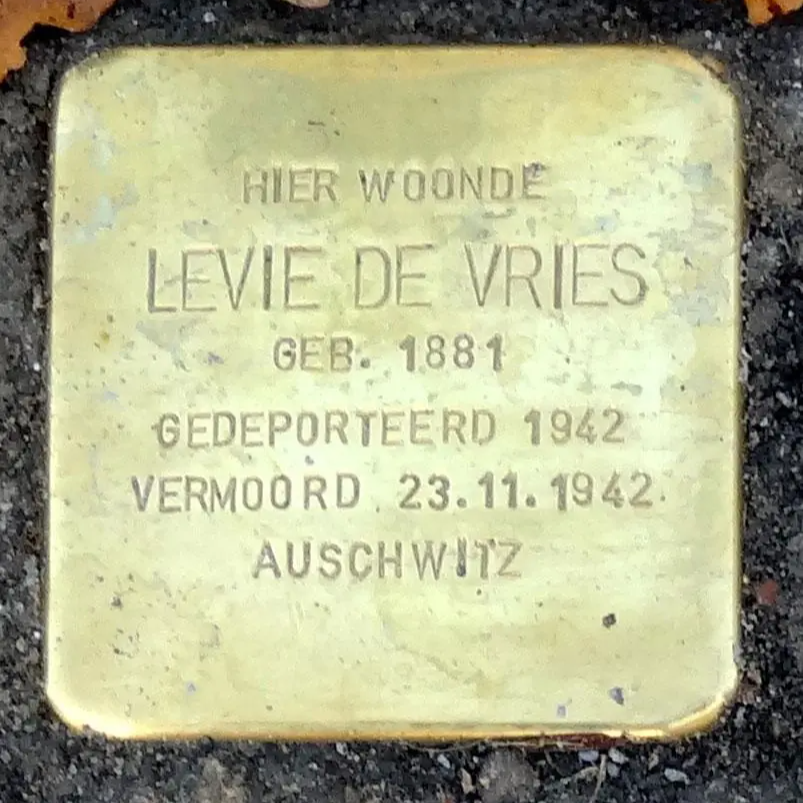 HIER WOONDE
LEVIE DE VRIES
GEB. 1881
GEDEPORTEERD 1942
VERMOORD 23.11.1942
AUSCHWITZ